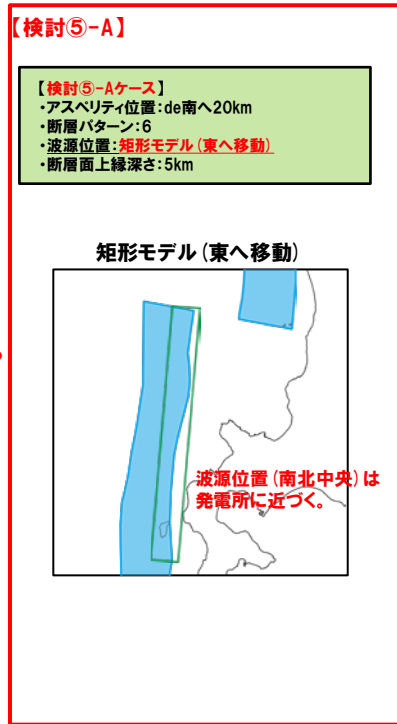 【検討⑤-A】
【検討⑤-Aケース】
・アスペリティ位置:de南へ20km
・断層パターン:6
・波源位置:矩形モデル(東へ移動)
・断層面上縁深さ:5km
矩形モデル(東へ移動)
波源位置(南北中央)は
発電所に近づく。